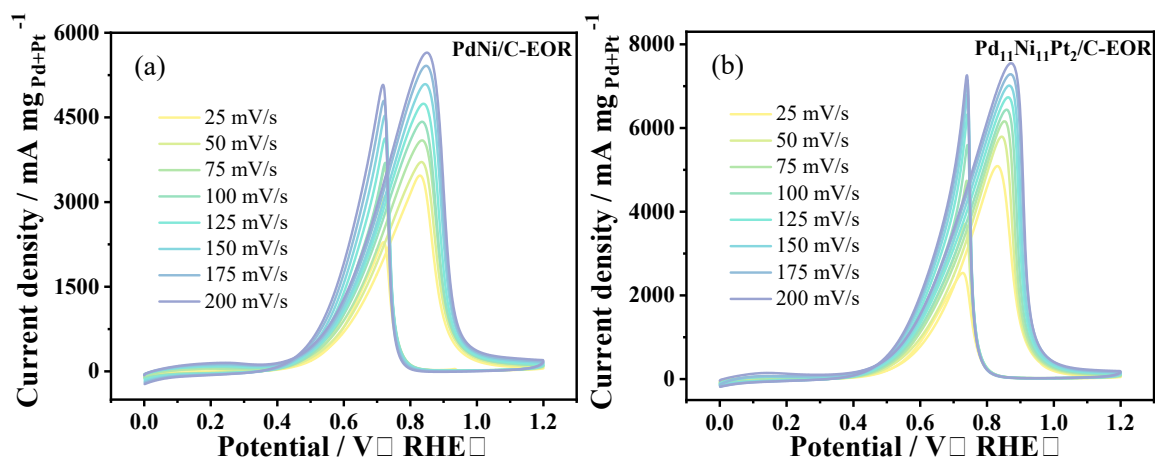 PdNi/C-EOR
(a)
Current density / mA mg Pd+Pt -1
6000
4500
3000
1500
0
25 mV/s
50 mV/s
75 mV/s
100 mV/s
125 mV/s
150 mV/s
175 mV/s
200 mV/s
0.0 0.2 0.4 0.6 0.8 1.0 1.2
Potential / V□ RHE□
Pd₁₁Ni₁₁Pt₂/C-EOR
(b)
Current density / mA mg Pd+Pt -1
8000
6000
4000
2000
0
25 mV/s
50 mV/s
75 mV/s
100 mV/s
125 mV/s
150 mV/s
175 mV/s
200 mV/s
0.0 0.2 0.4 0.6 0.8 1.0 1.2
Potential / V□ RHE□